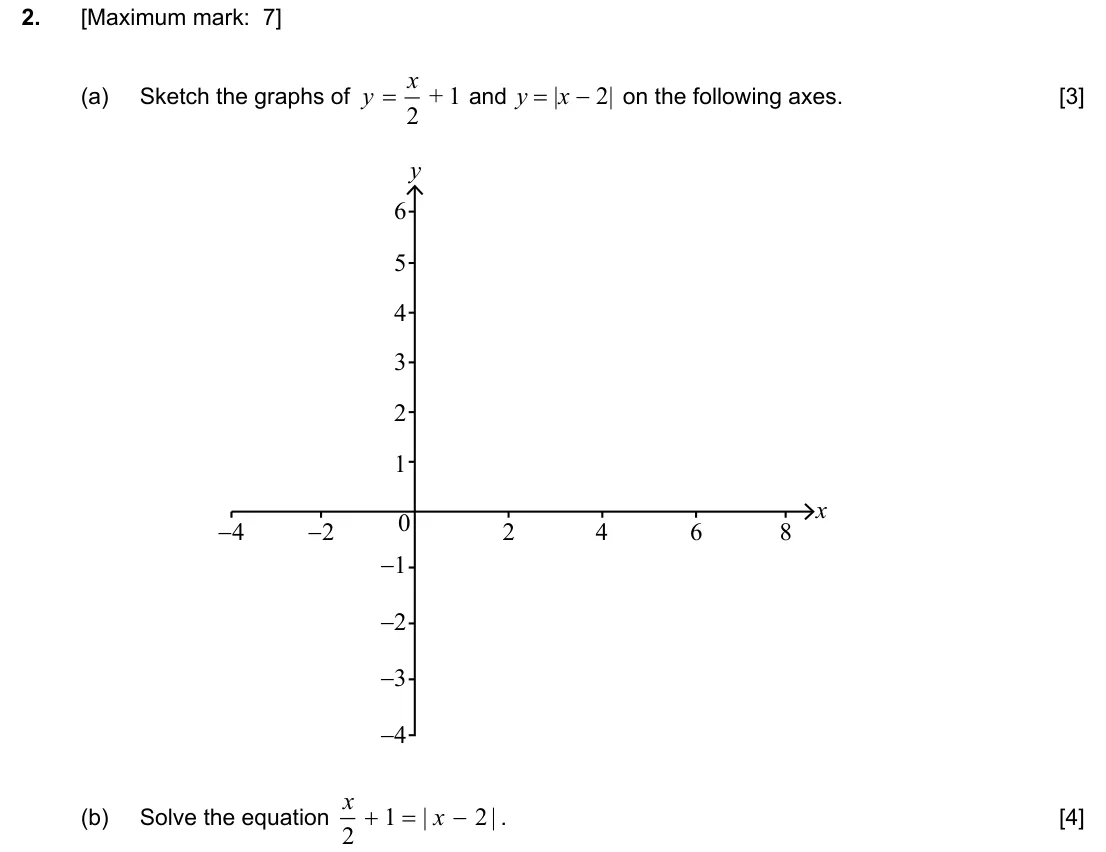 2. [Maximum mark: 7]
(a) Sketch the graphs of y = x/2 + 1 and y = |x − 2| on the following axes. [3]
y
6
5
4
3
2
1
−4 −2 0 2 4 6 8 x
−1
−2
−3
−4
(b) Solve the equation x/2 + 1 = | x − 2 | . [4]